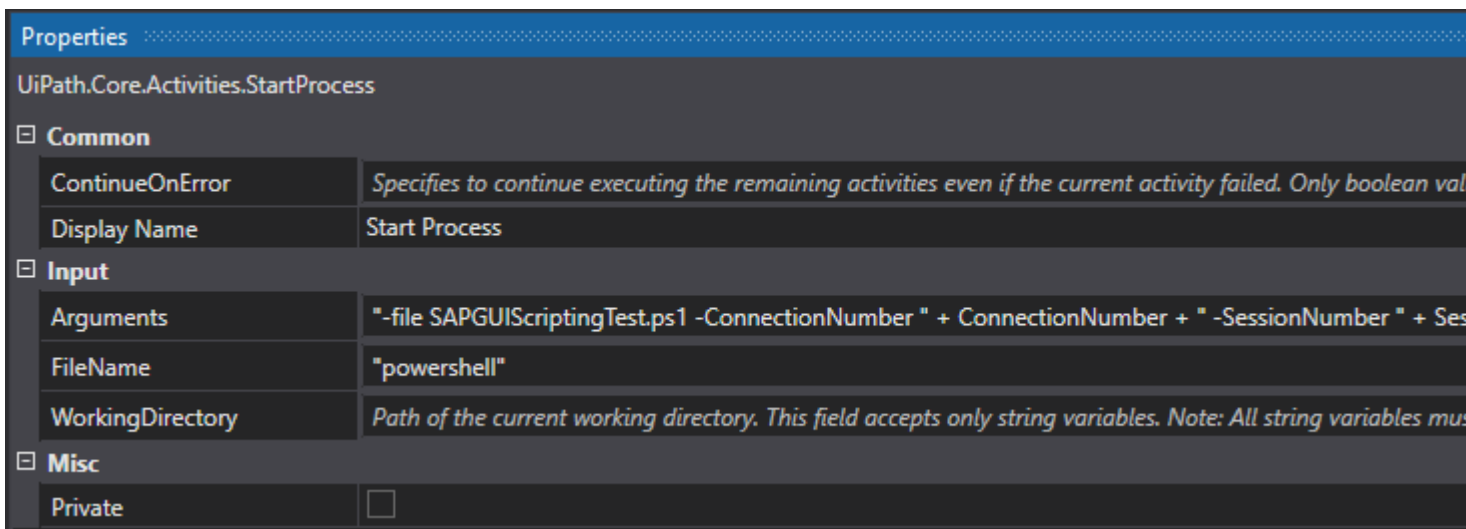 Properties
UiPath.Core.Activities.StartProcess
Common
ContinueOnError Specifies to continue executing the remaining activities even if the current activity failed. Only boolean val
Display Name Start Process
Input
Arguments "-file SAPGUIScriptingTest.ps1 -ConnectionNumber " + ConnectionNumber + " -SessionNumber " + Ses
FileName "powershell"
WorkingDirectory Path of the current working directory. This field accepts only string variables. Note: All string variables mus
Misc
Private